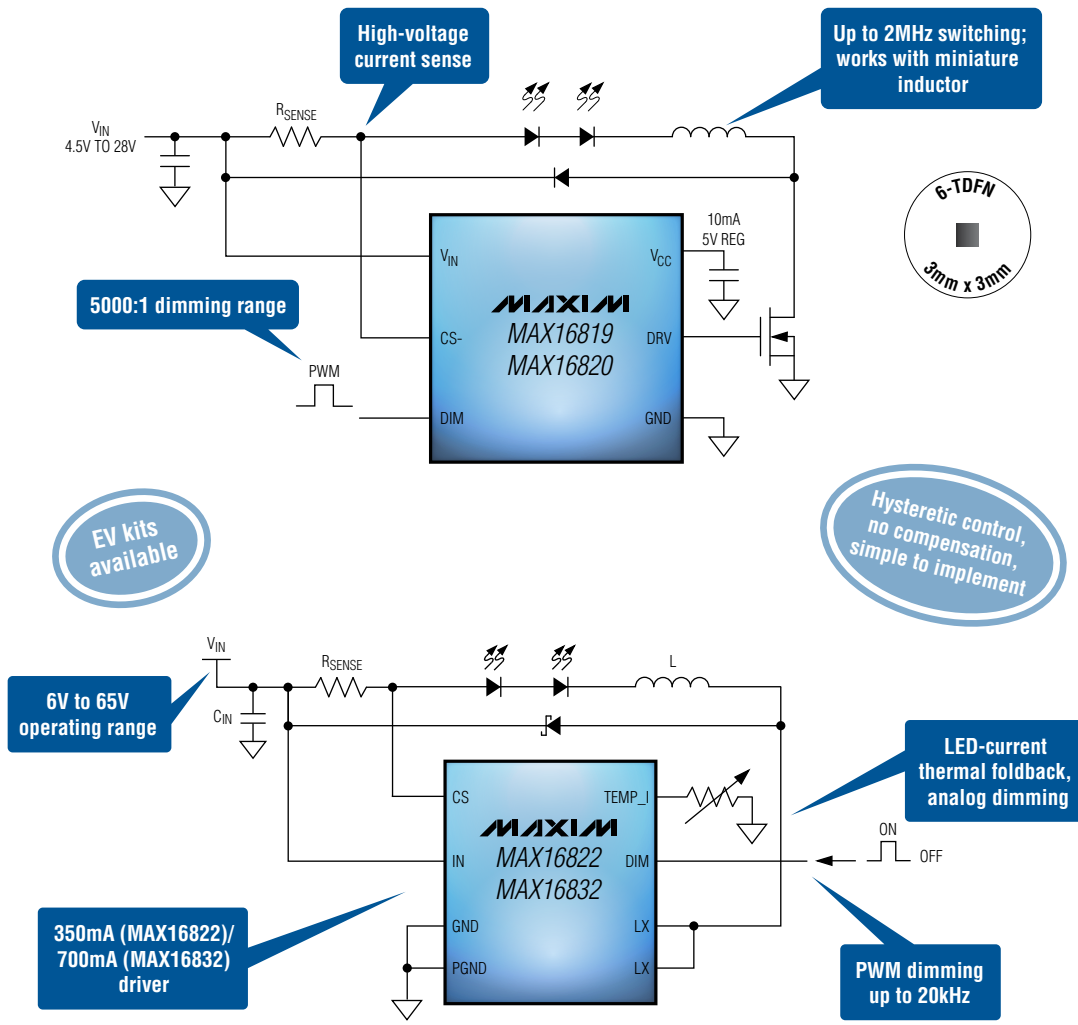 High-voltage
current sense
Up to 2MHz switching;
works with miniature
inductor
RSENSE
VIN
4.5V TO 28V
6-TDFN
3mm x 3mm
10mA
5V REG
VIN
VCC
5000:1 dimming range
MAXIM
MAX16819
MAX16820
CS-
DRV
PWM
DIM
GND
EV kits
available
Hysteretic control,
no compensation,
simple to implement
VIN
RSENSE
L
6V to 65V
operating range
CIN
LED-current
thermal foldback,
analog dimming
CS
TEMP_I
MAXIM
MAX16822
MAX16832
IN
DIM
ON
OFF
350mA (MAX16822)/
700mA (MAX16832)
driver
GND
LX
PGND
LX
PWM dimming
up to 20kHz